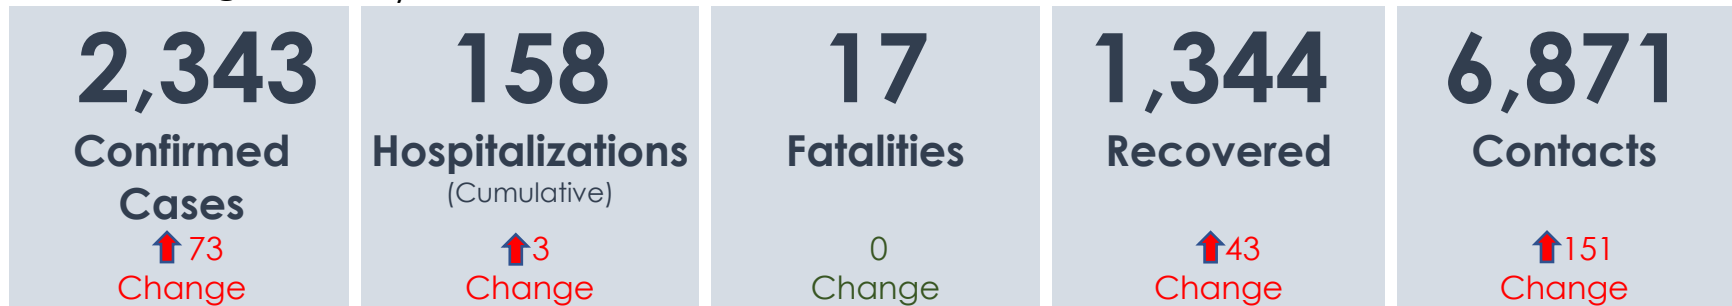 2,343
Confirmed
Cases
73
Change
158
Hospitalizations
(Cumulative)
3
Change
17
Fatalities
0
Change
1,344
Recovered
43
Change
6,871
Contacts
151
Change